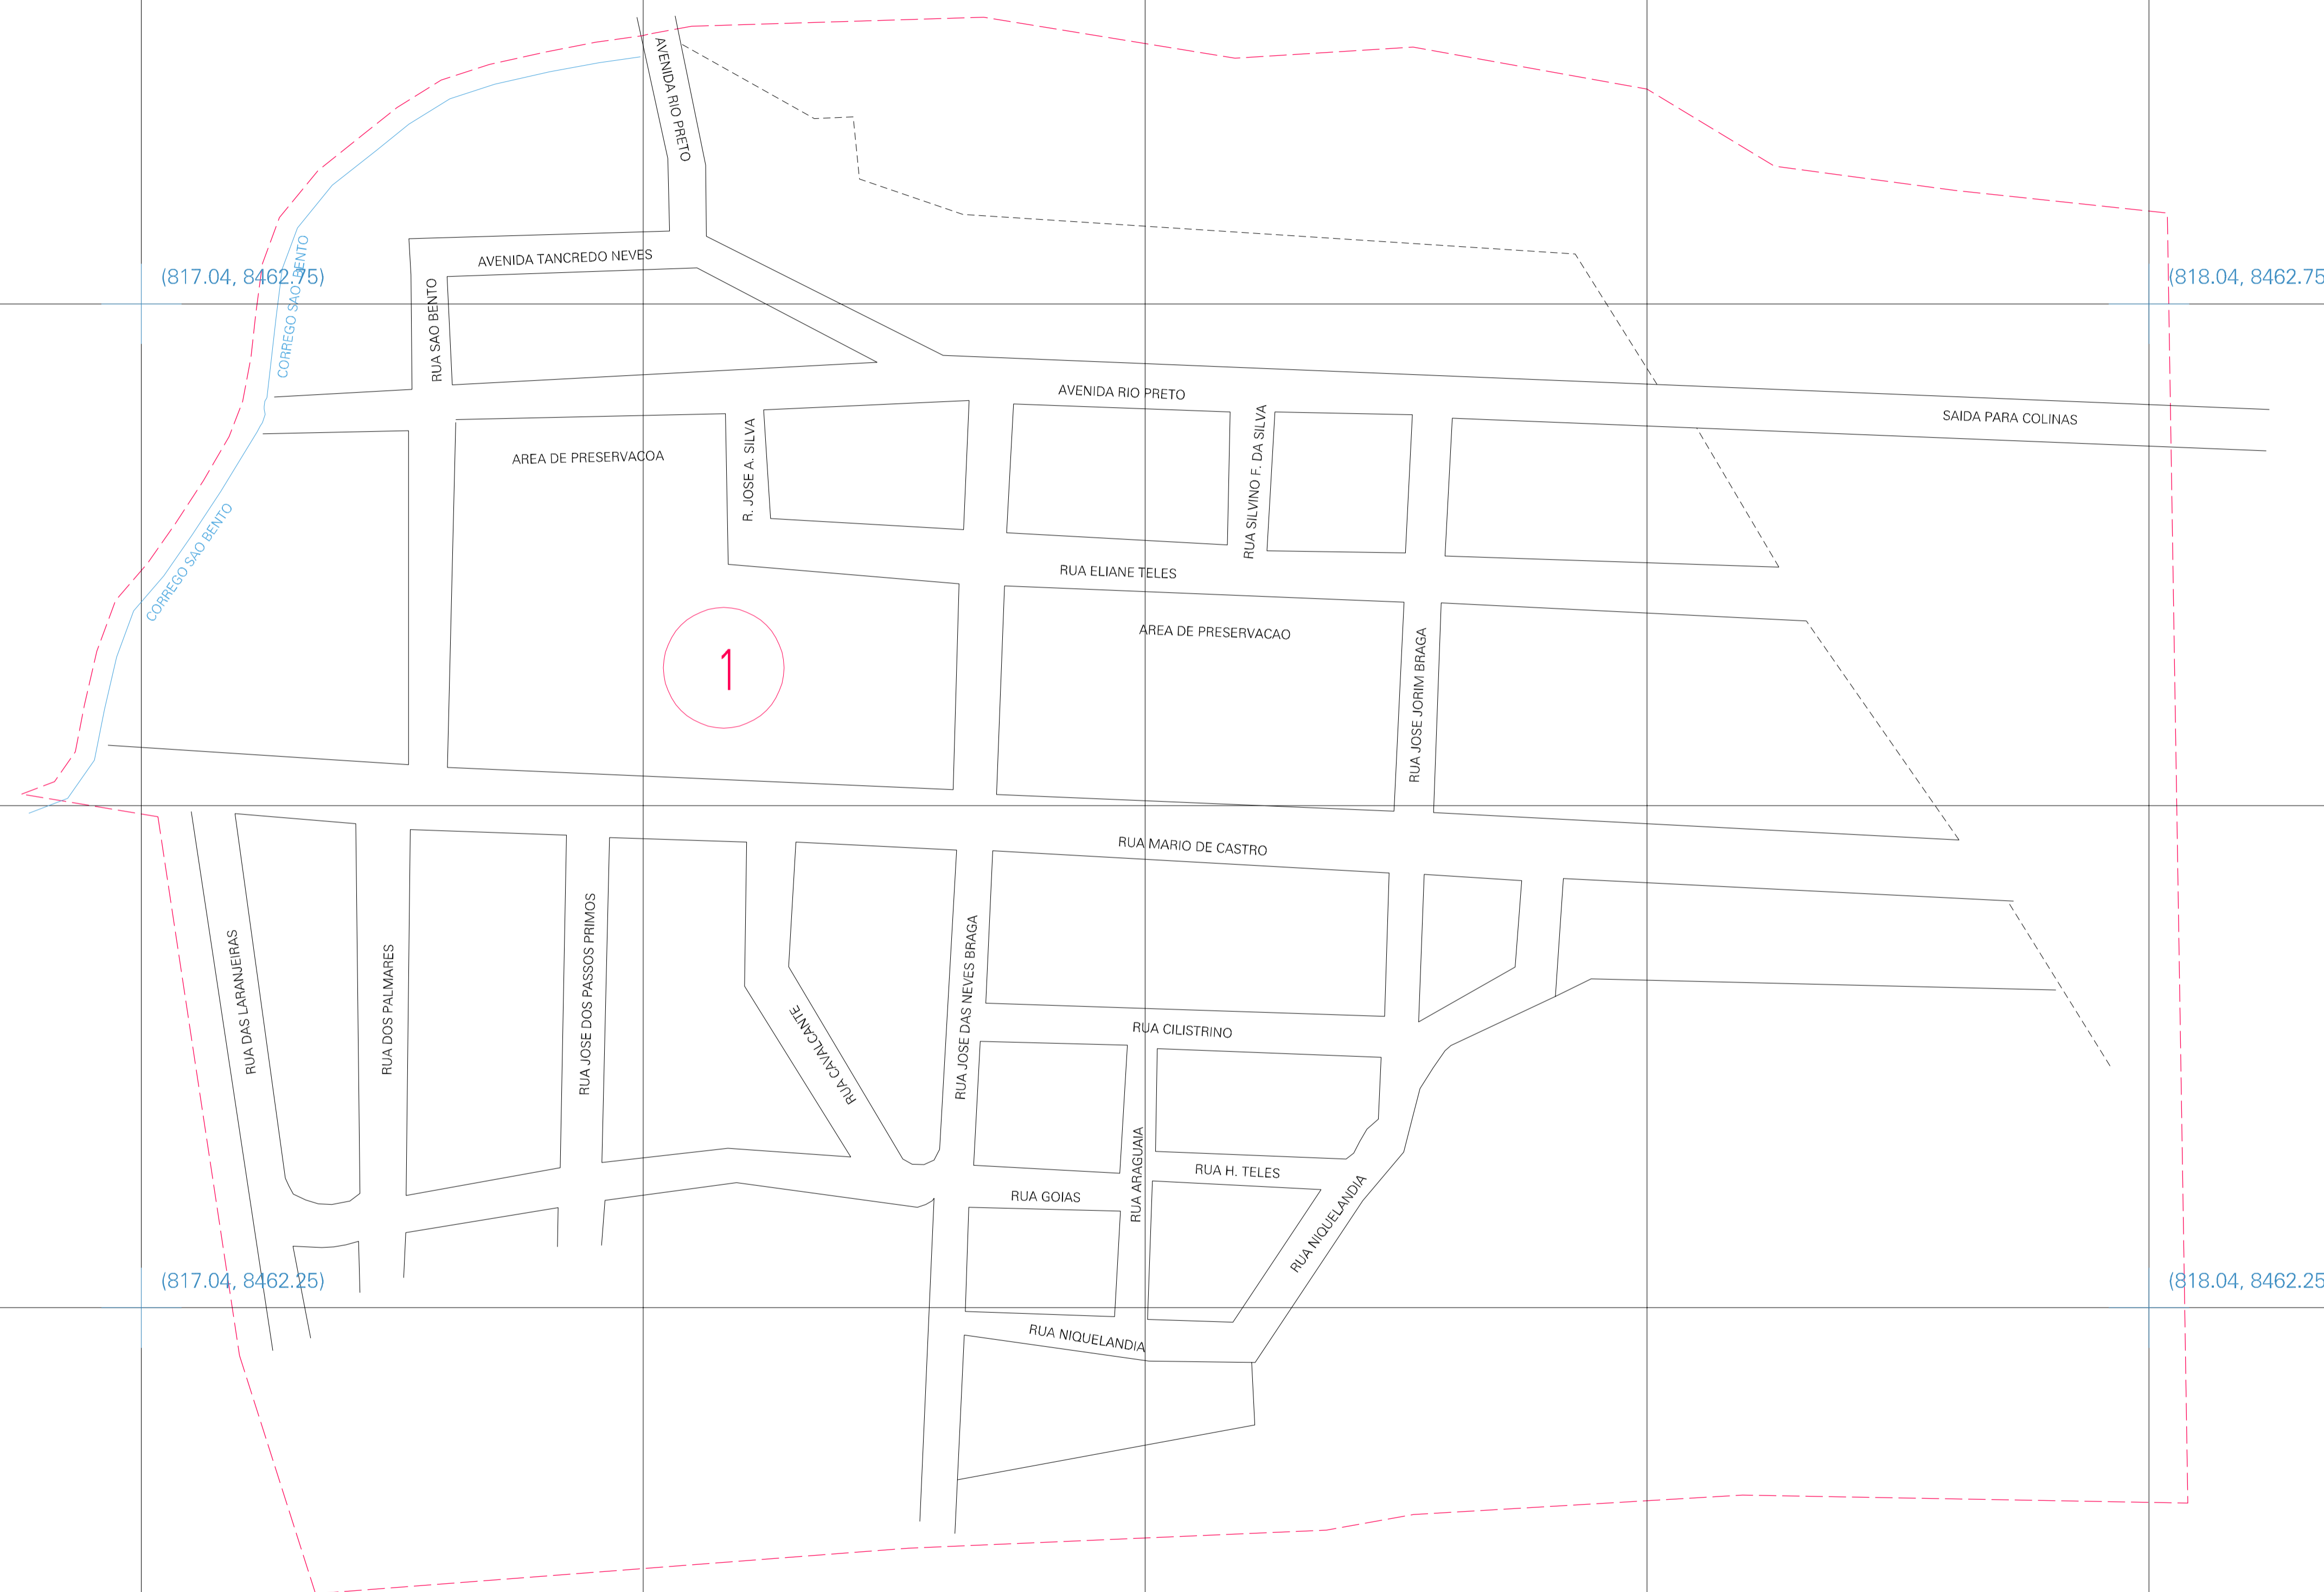 AVENIDA RIO PRETO
AVENIDA TANCREDO NEVES
CORREGO SAO BENTO
(817.04, 8462.75)
(818.04, 8462.75
RUA SAO BENTO
AVENIDA RIO PRETO
SAIDA PARA COLINAS
R. JOSE A. SILVA
AREA DE PRESERVACOA
RUA SILVINO F. DA SILVA
CORREGO SAO BENTO
RUA ELIANE TELES
AREA DE PRESERVACAO
1
RUA JOSE JORIM BRAGA
RUA MARIO DE CASTRO
RUA DAS LARANJEIRAS
RUA DOS PALMARES
RUA JOSE DOS PASSOS PRIMOS
RUA CAVALCANTE
RUA JOSE DAS NEVES BRAGA
RUA CILISTRINO
RUA ARAGUAIA
RUA H. TELES
RUA GOIAS
RUA NIQUELANDIA
(817.04, 8462.25)
(818.04, 8462.25
RUA NIQUELANDIA